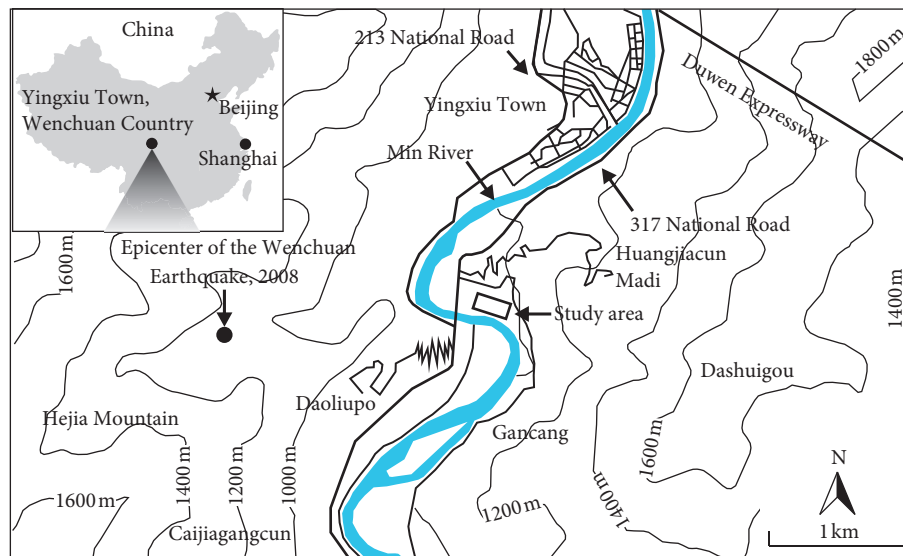 China
Yingxiu Town,
Wenchuan Country
Beijing
Shanghai
213 National Road
Yingxiu Town
Min River
Duwen Expressway
1800 m
317 National Road
Huangjiacun
Madi
Epicenter of the Wenchuan
Earthquake, 2008
1600 m
Study area
1400 m
Dashuigou
Daoliupo
Hejia Mountain
Gancang
1400 m
1200 m
1000 m
1600 m
1600 m
1200 m
1400 m
Caijiagangcun
N
1 km